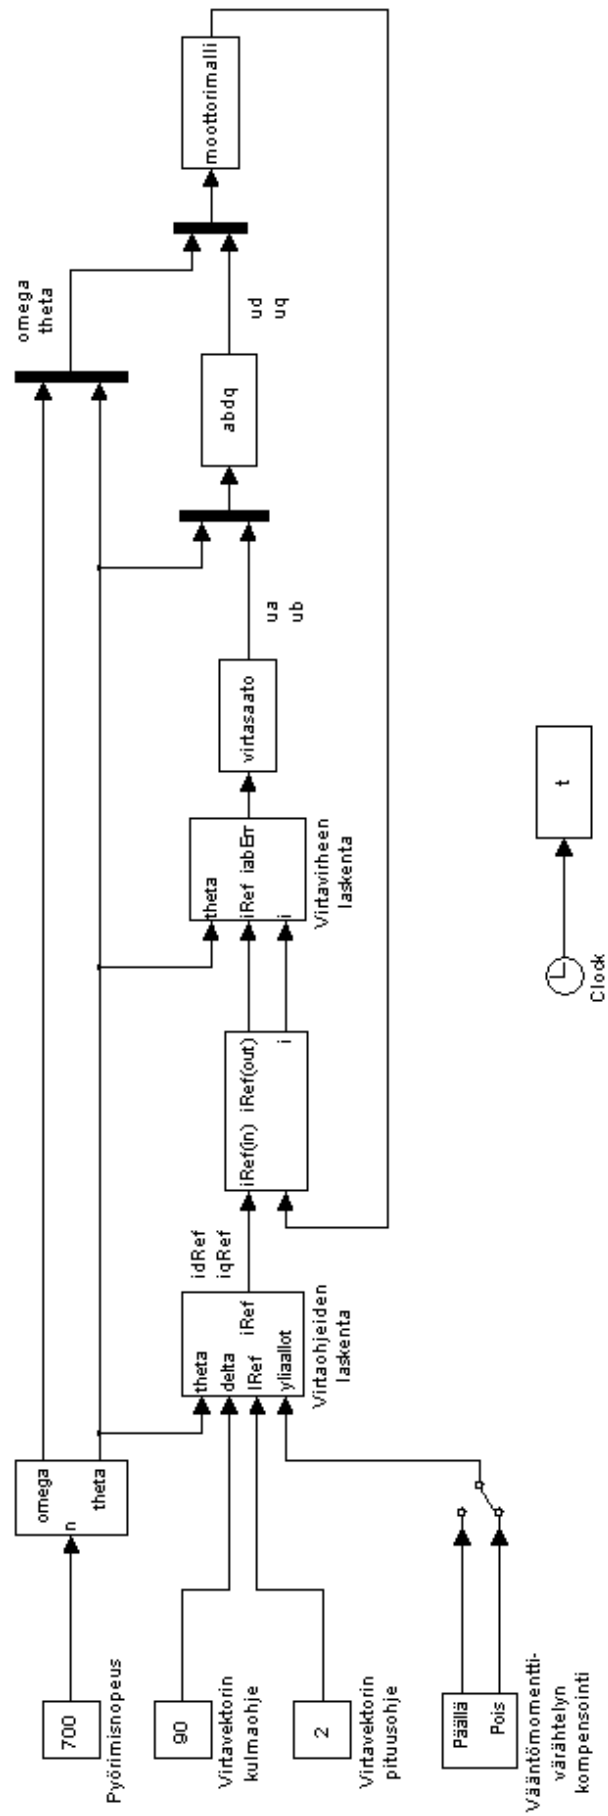 700
Pyörimisnopeus
n
omega
theta
90
Virtavektorin
kulmaohje
2
Virtavektorin
pituusohje
Päällä
Pois
Vääntömomentti-
värähtelyn
kompensointi
theta
delta
IRef
yliaallot
iRef
Virtaohjeiden
laskenta
idRef
iqRef
iRef(in) iRef(out)
i
theta
iRef iabErr
i
Virtavirheen
laskenta
virtasaato
ua
ub
abdq
ud
uq
omega
theta
moottorimalli
Clock
t